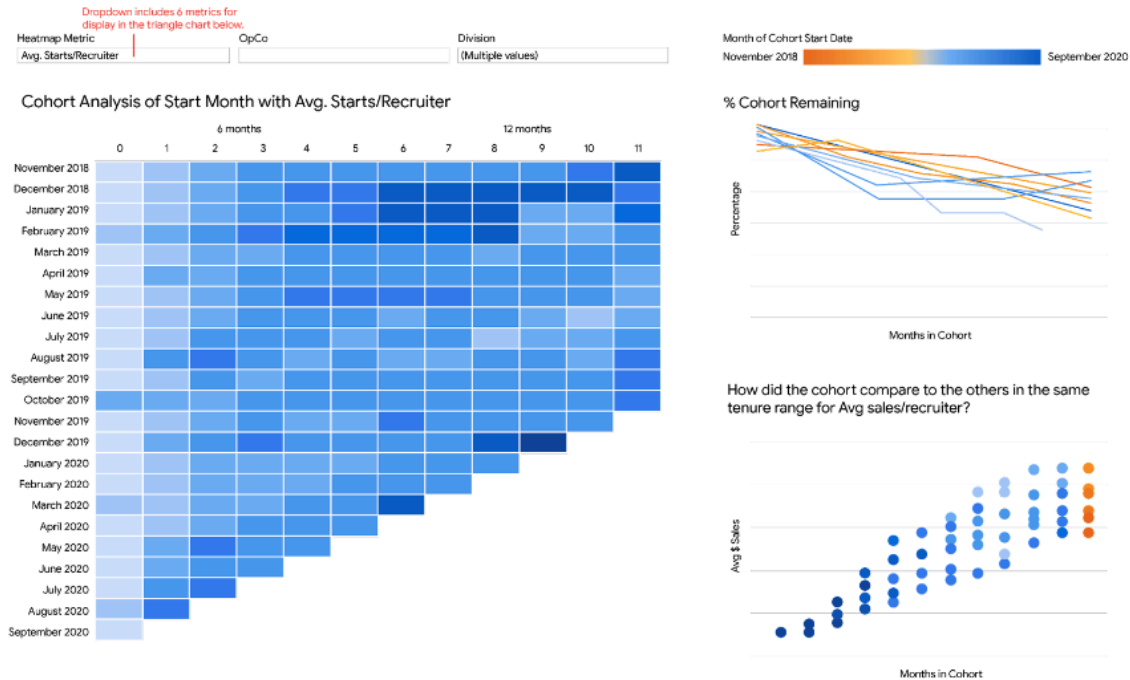 Dropdown includes 6 metrics for
display in the triangle chart below.
Heatmap Metric
OpCo
Division
Avg. Starts/Recruiter
(Multiple values)
Month of Cohort Start Date
November 2018
September 2020
Cohort Analysis of Start Month with Avg. Starts/Recruiter
6 months
12 months
0 1 2 3 4 5 6 7 8 9 10 11
November 2018
December 2018
January 2019
February 2019
March 2019
April 2019
May 2019
June 2019
July 2019
August 2019
September 2019
October 2019
November 2019
December 2019
January 2020
February 2020
March 2020
April 2020
May 2020
June 2020
July 2020
August 2020
September 2020
% Cohort Remaining
Percentage
Months in Cohort
How did the cohort compare to the others in the same
tenure range for Avg sales/recruiter?
Avg $ Sales
Months in Cohort